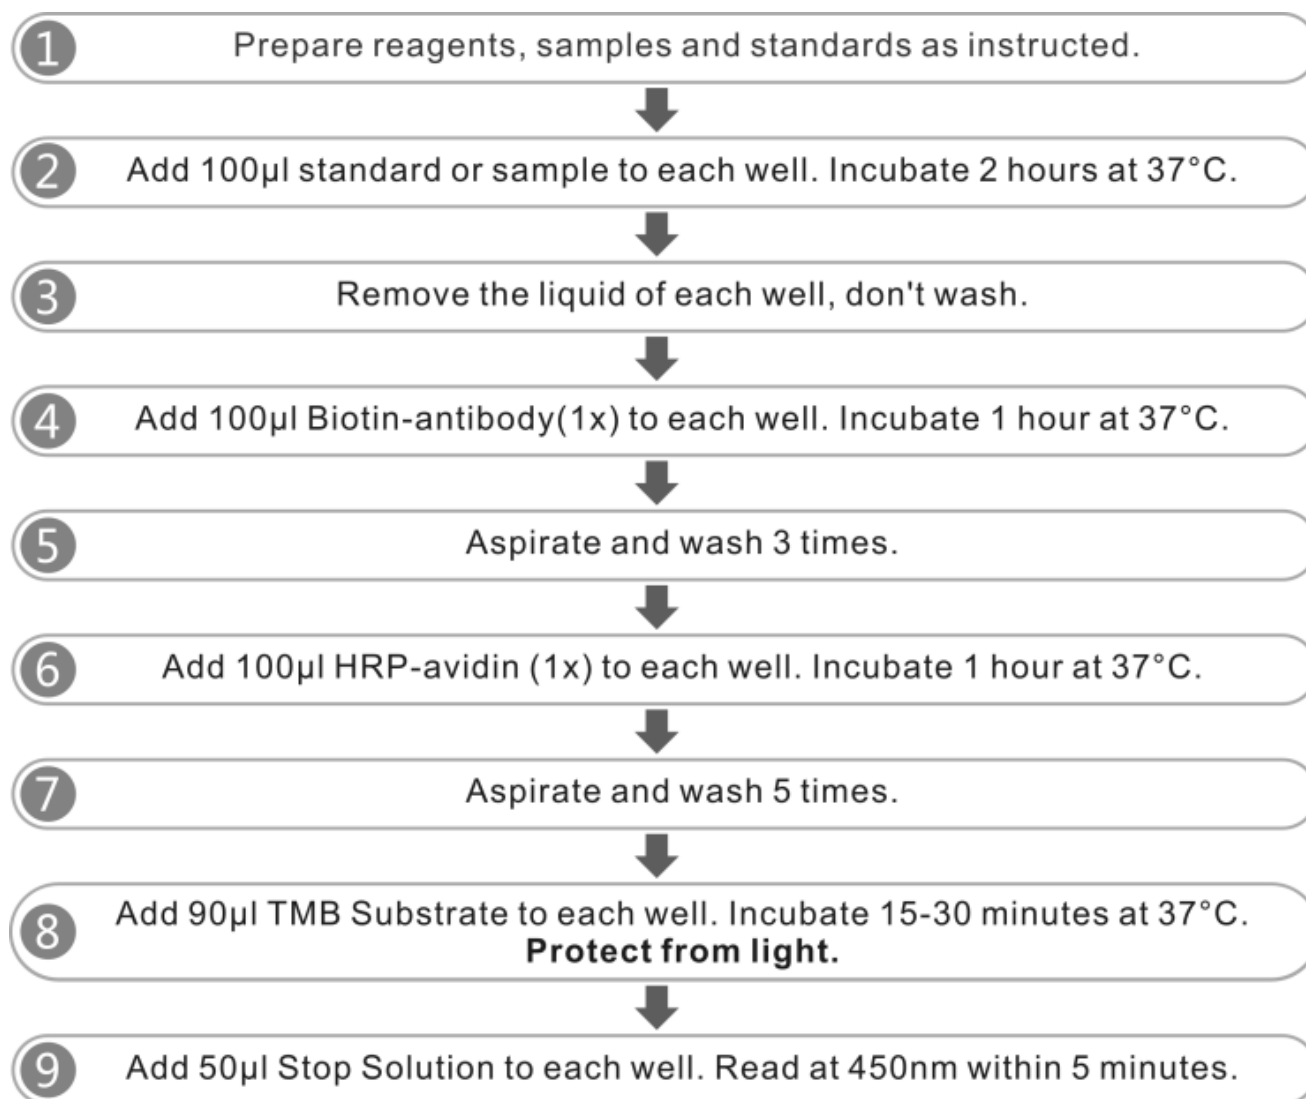 1 Prepare reagents, samples and standards as instructed.
2 Add 100µl standard or sample to each well. Incubate 2 hours at 37°C.
3 Remove the liquid of each well, don't wash.
4 Add 100µl Biotin-antibody(1x) to each well. Incubate 1 hour at 37°C.
5 Aspirate and wash 3 times.
6 Add 100µl HRP-avidin (1x) to each well. Incubate 1 hour at 37°C.
7 Aspirate and wash 5 times.
8 Add 90µl TMB Substrate to each well. Incubate 15-30 minutes at 37°C.
Protect from light.
9 Add 50µl Stop Solution to each well. Read at 450nm within 5 minutes.